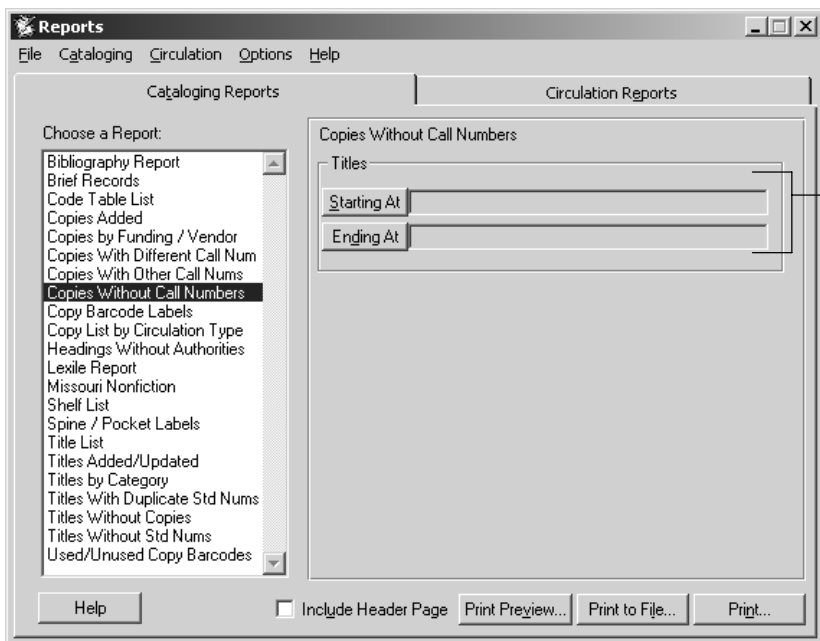 Reports
File Cataloging Circulation Options Help
Cataloging Reports
Circulation Reports
Choose a Report:
Bibliography Report
Brief Records
Code Table List
Copies Added
Copies by Funding / Vendor
Copies With Different Call Num
Copies With Other Call Nums
Copies Without Call Numbers
Copy Barcode Labels
Copy List by Circulation Type
Headings Without Authorities
Lexile Report
Missouri Nonfiction
Shelf List
Spine / Pocket Labels
Title List
Titles Added/Updated
Titles by Category
Titles With Duplicate Std Nums
Titles Without Copies
Titles Without Std Nums
Used/Unused Copy Barcodes
Copies Without Call Numbers
Titles
Starting At
Ending At
Help
Include Header Page
Print Preview...
Print to File...
Print...